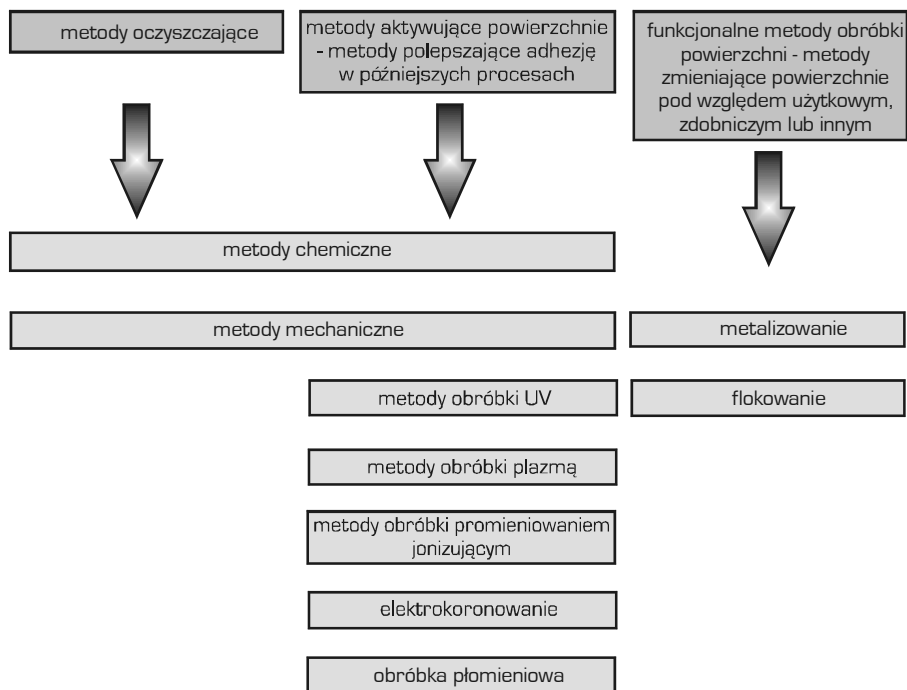 metody oczyszczające
metody aktywujące powierzchnie
- metody polepszające adhezję
w późniejszych procesach
funkcjonalne metody obróbki
powierzchni - metody
zmieniające powierzchnie
pod względem użytkowym,
zdobniczym lub innym
metody chemiczne
metody mechaniczne
metalizowanie
metody obróbki UV
flokowanie
metody obróbki plazmą
metody obróbki promieniowaniem
jonizującym
elektrokoronowanie
obróbka płomieniowa